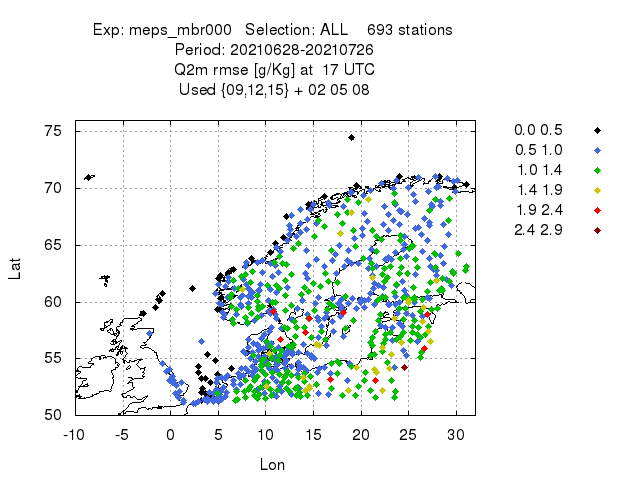 Exp: meps_mbr000   Selection: ALL    693 stations
Period: 20210628-20210726
Q2m rmse [g/Kg] at  17 UTC
Used {09,12,15} + 02 05 08
0.0 0.5
0.5 1.0
1.0 1.4
1.4 1.9
1.9 2.4
2.4 2.9
75
70
65
60
55
50
Lat
-10 -5 0 5 10 15 20 25 30
Lon